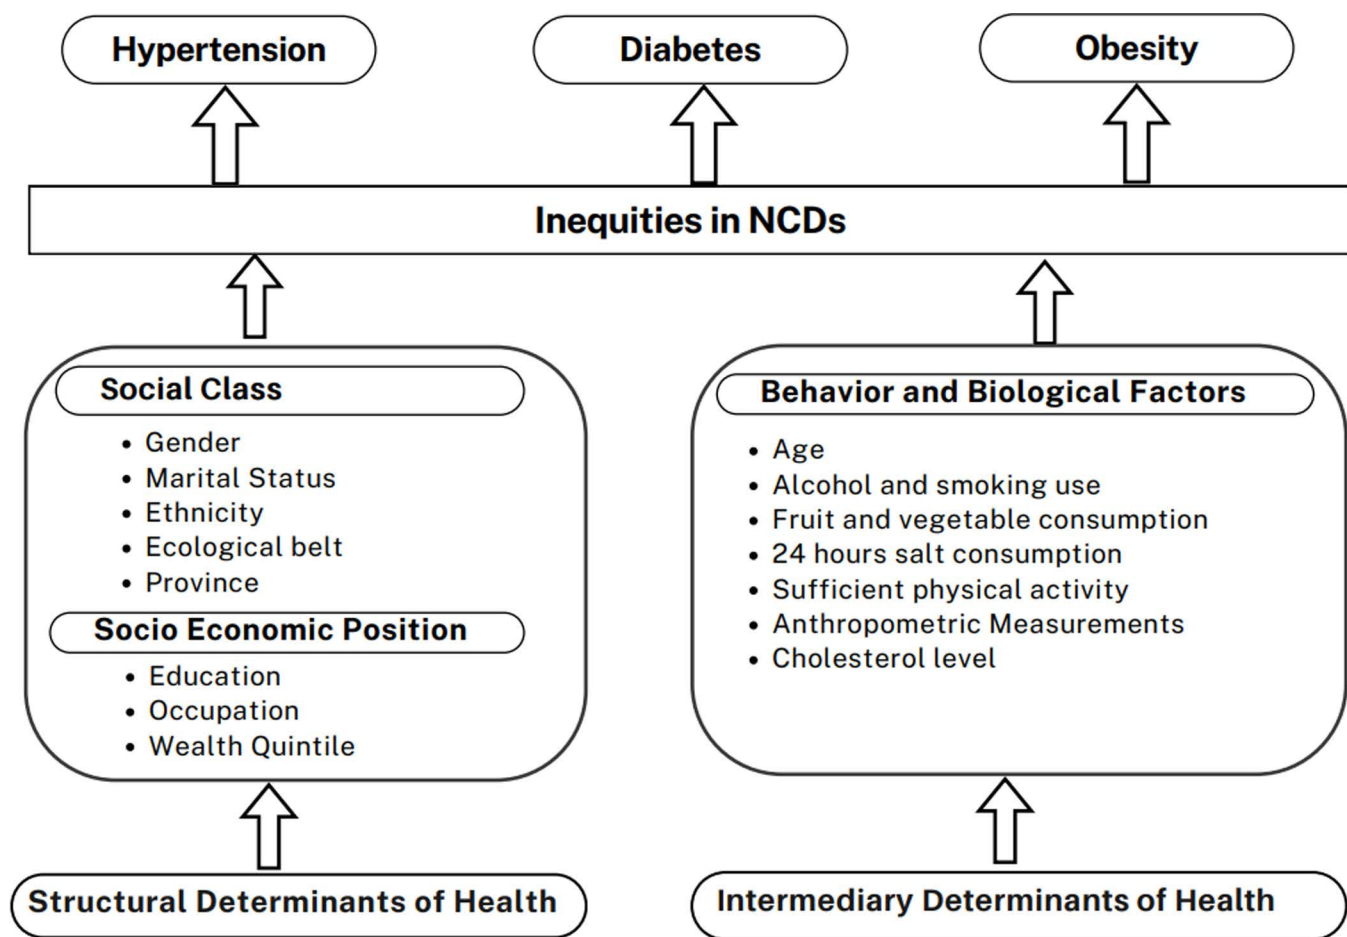 Hypertension
Diabetes
Obesity
Inequities in NCDs
Social Class
• Gender
• Marital Status
• Ethnicity
• Ecological belt
• Province
Socio Economic Position
• Education
• Occupation
• Wealth Quintile
Behavior and Biological Factors
• Age
• Alcohol and smoking use
• Fruit and vegetable consumption
• 24 hours salt consumption
• Sufficient physical activity
• Anthropometric Measurements
• Cholesterol level
Structural Determinants of Health
Intermediary Determinants of Health